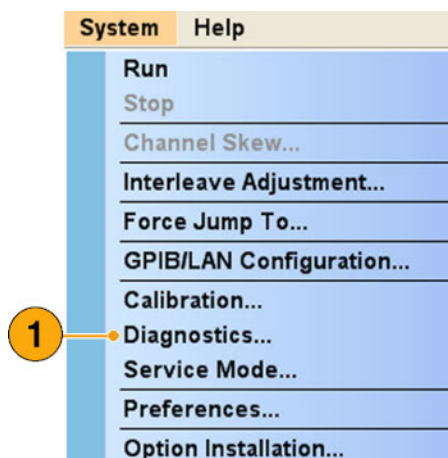 System Help
Run
Stop
Channel Skew...
Interleave Adjustment...
Force Jump To...
GPIB/LAN Configuration...
Calibration...
1 Diagnostics...
Service Mode...
Preferences...
Option Installation...